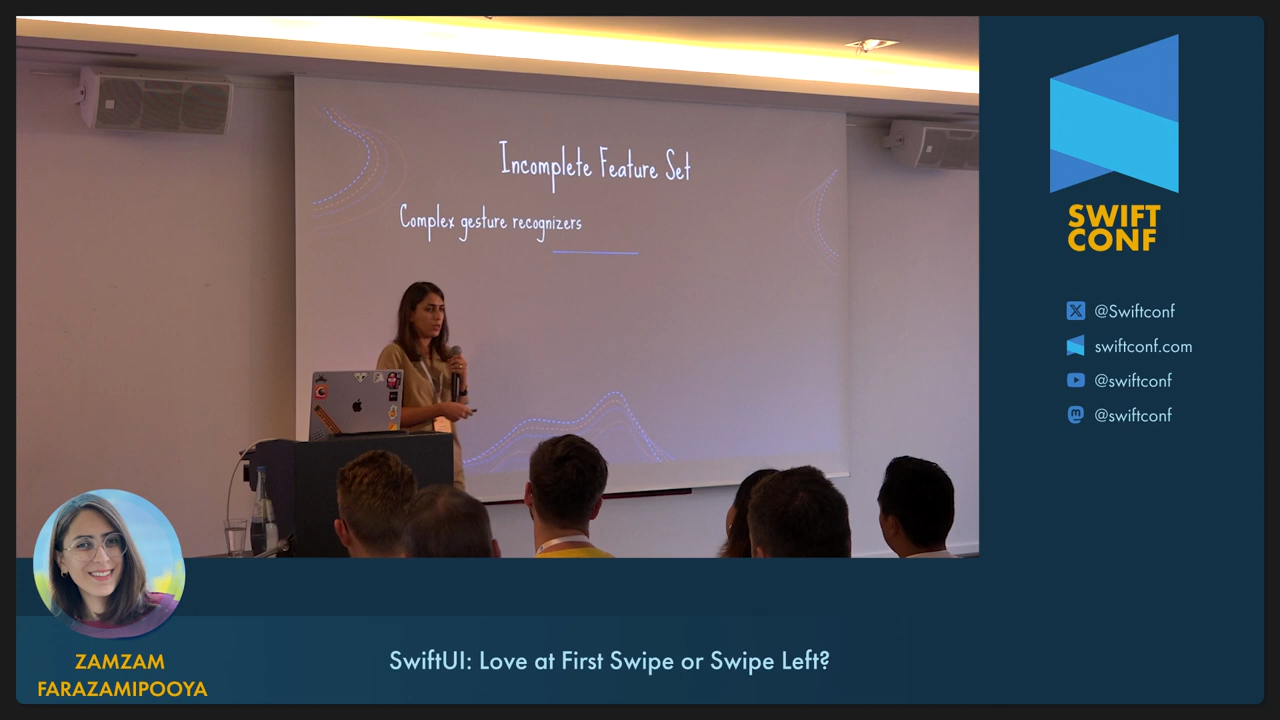 Incomplete Feature Set
Complex gesture recognizers
SWIFT
CONF
@Swiftconf
swiftconf.com
@swiftconf
@swiftconf
ZAMZAM
FARAZAMIPOOYA
SwiftUI: Love at First Swipe or Swipe Left?